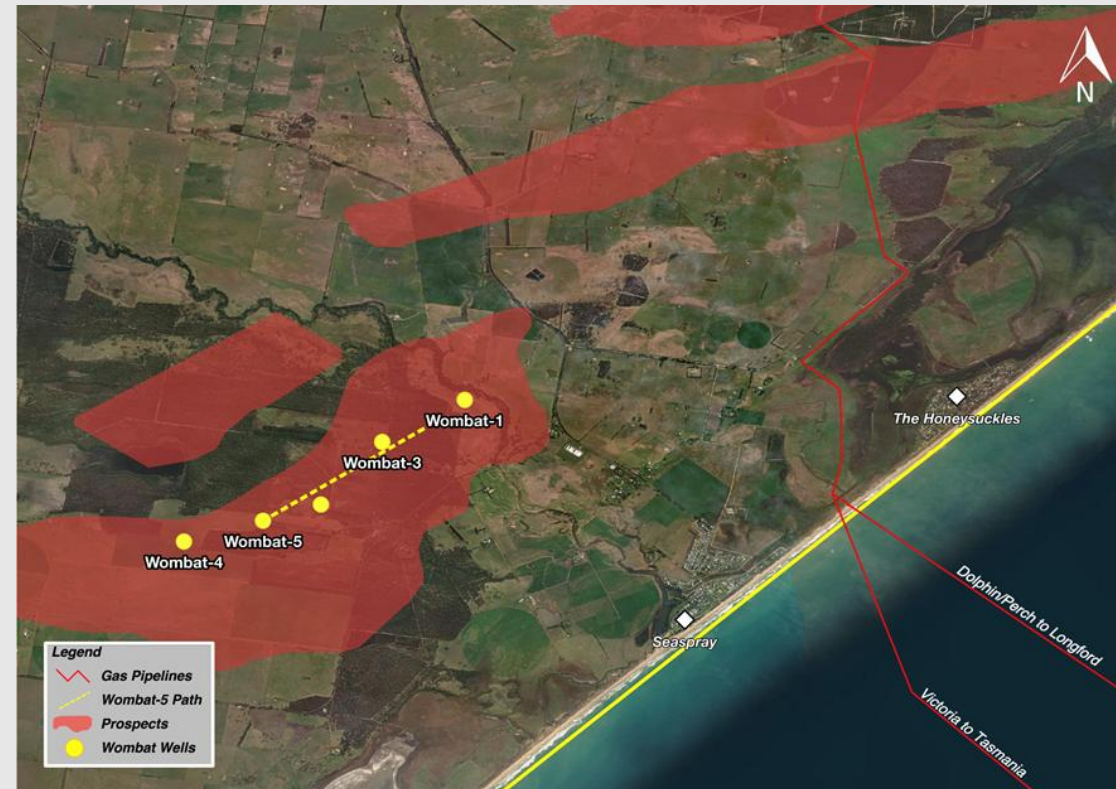 N
The Honeysuckles
Wombat-1
Wombat-3
Wombat-5
Wombat-4
Dolphin/Perch to Longford
Seaspray
Victoria to Tasmania
Legend
Gas Pipelines
Wombat-5 Path
Prospects
Wombat Wells